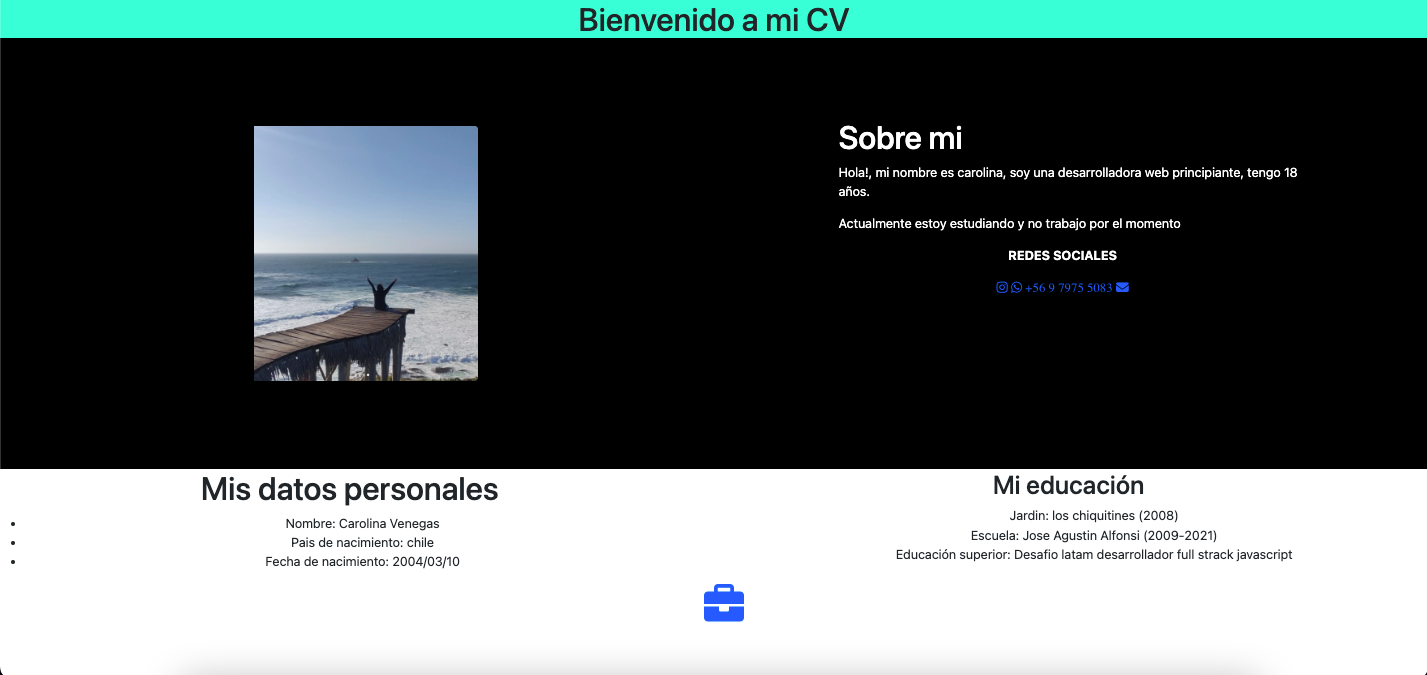 Bienvenido a mi CV
Sobre mi
Hola!, mi nombre es carolina, soy una desarrolladora web principiante, tengo 18
años.
Actualmente estoy estudiando y no trabajo por el momento
REDES SOCIALES
+56 9 7975 5083
Mis datos personales
Nombre: Carolina Venegas
Pais de nacimiento: chile
Fecha de nacimiento: 2004/03/10
Mi educación
Jardin: los chiquitines (2008)
Escuela: Jose Agustin Alfonsi (2009-2021)
Educación superior: Desafio latam desarrollador full strack javascript